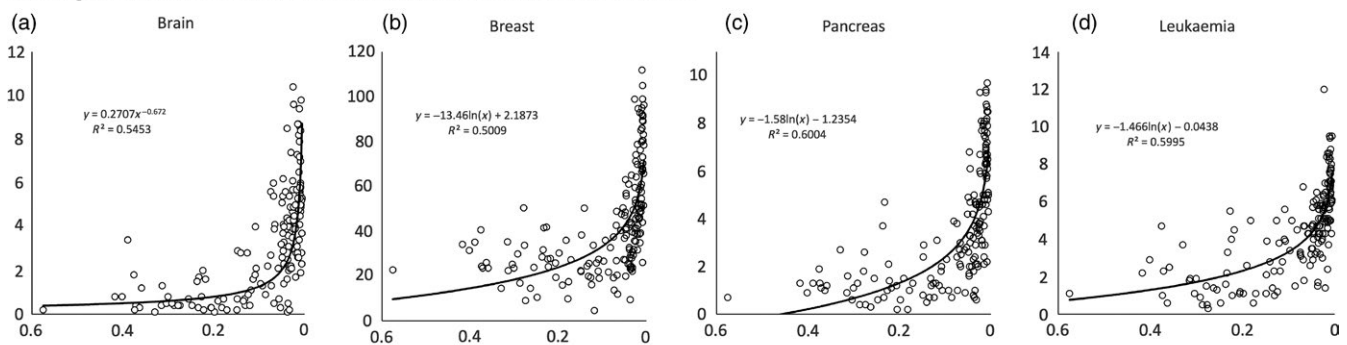 (a)
Brain
12
10
8
6
4
2
0
0.6
0.4
0.2
0
y = 0.2707x^−0.672
R² = 0.5453
(b)
Breast
120
100
80
60
40
20
0
0.6
0.4
0.2
0
y = −13.46ln(x) + 2.1873
R² = 0.5009
(c)
Pancreas
10
8
6
4
2
0
0.6
0.4
0.2
0
y = −1.58ln(x) − 1.2354
R² = 0.6004
(d)
Leukaemia
14
12
10
8
6
4
2
0
0.6
0.4
0.2
0
y = −1.466ln(x) − 0.0438
R² = 0.5995